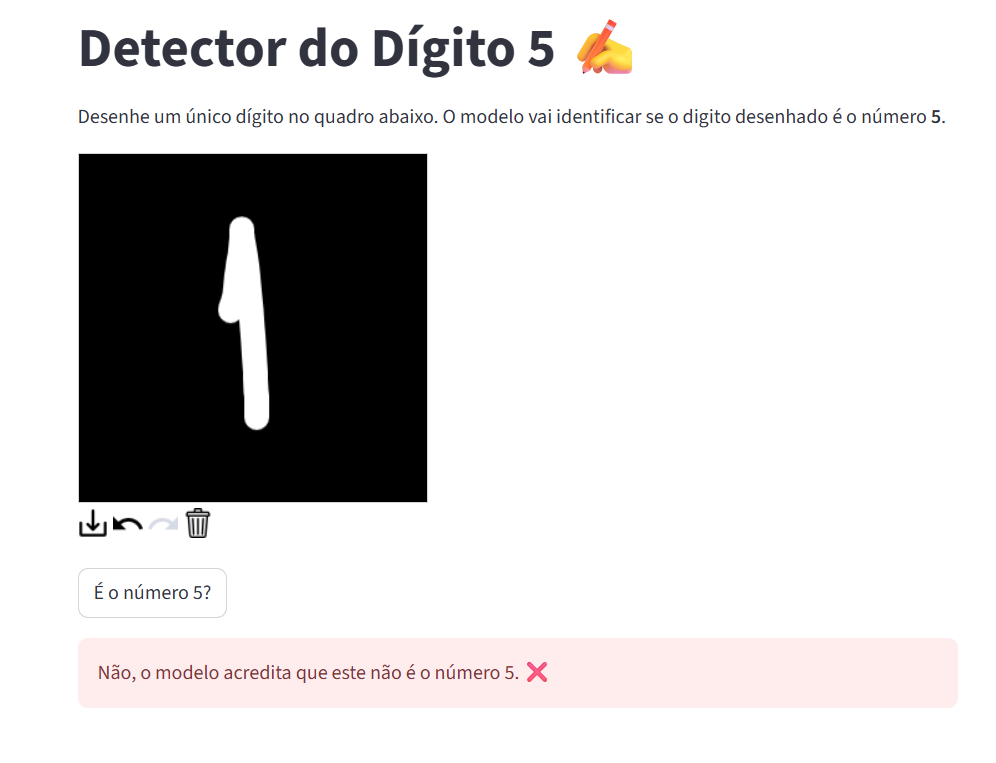 Detector do Dígito 5 ✍️
Desenhe um único dígito no quadro abaixo. O modelo vai identificar se o digito desenhado é o número 5.
1
É o número 5?
Não, o modelo acredita que este não é o número 5. ❌